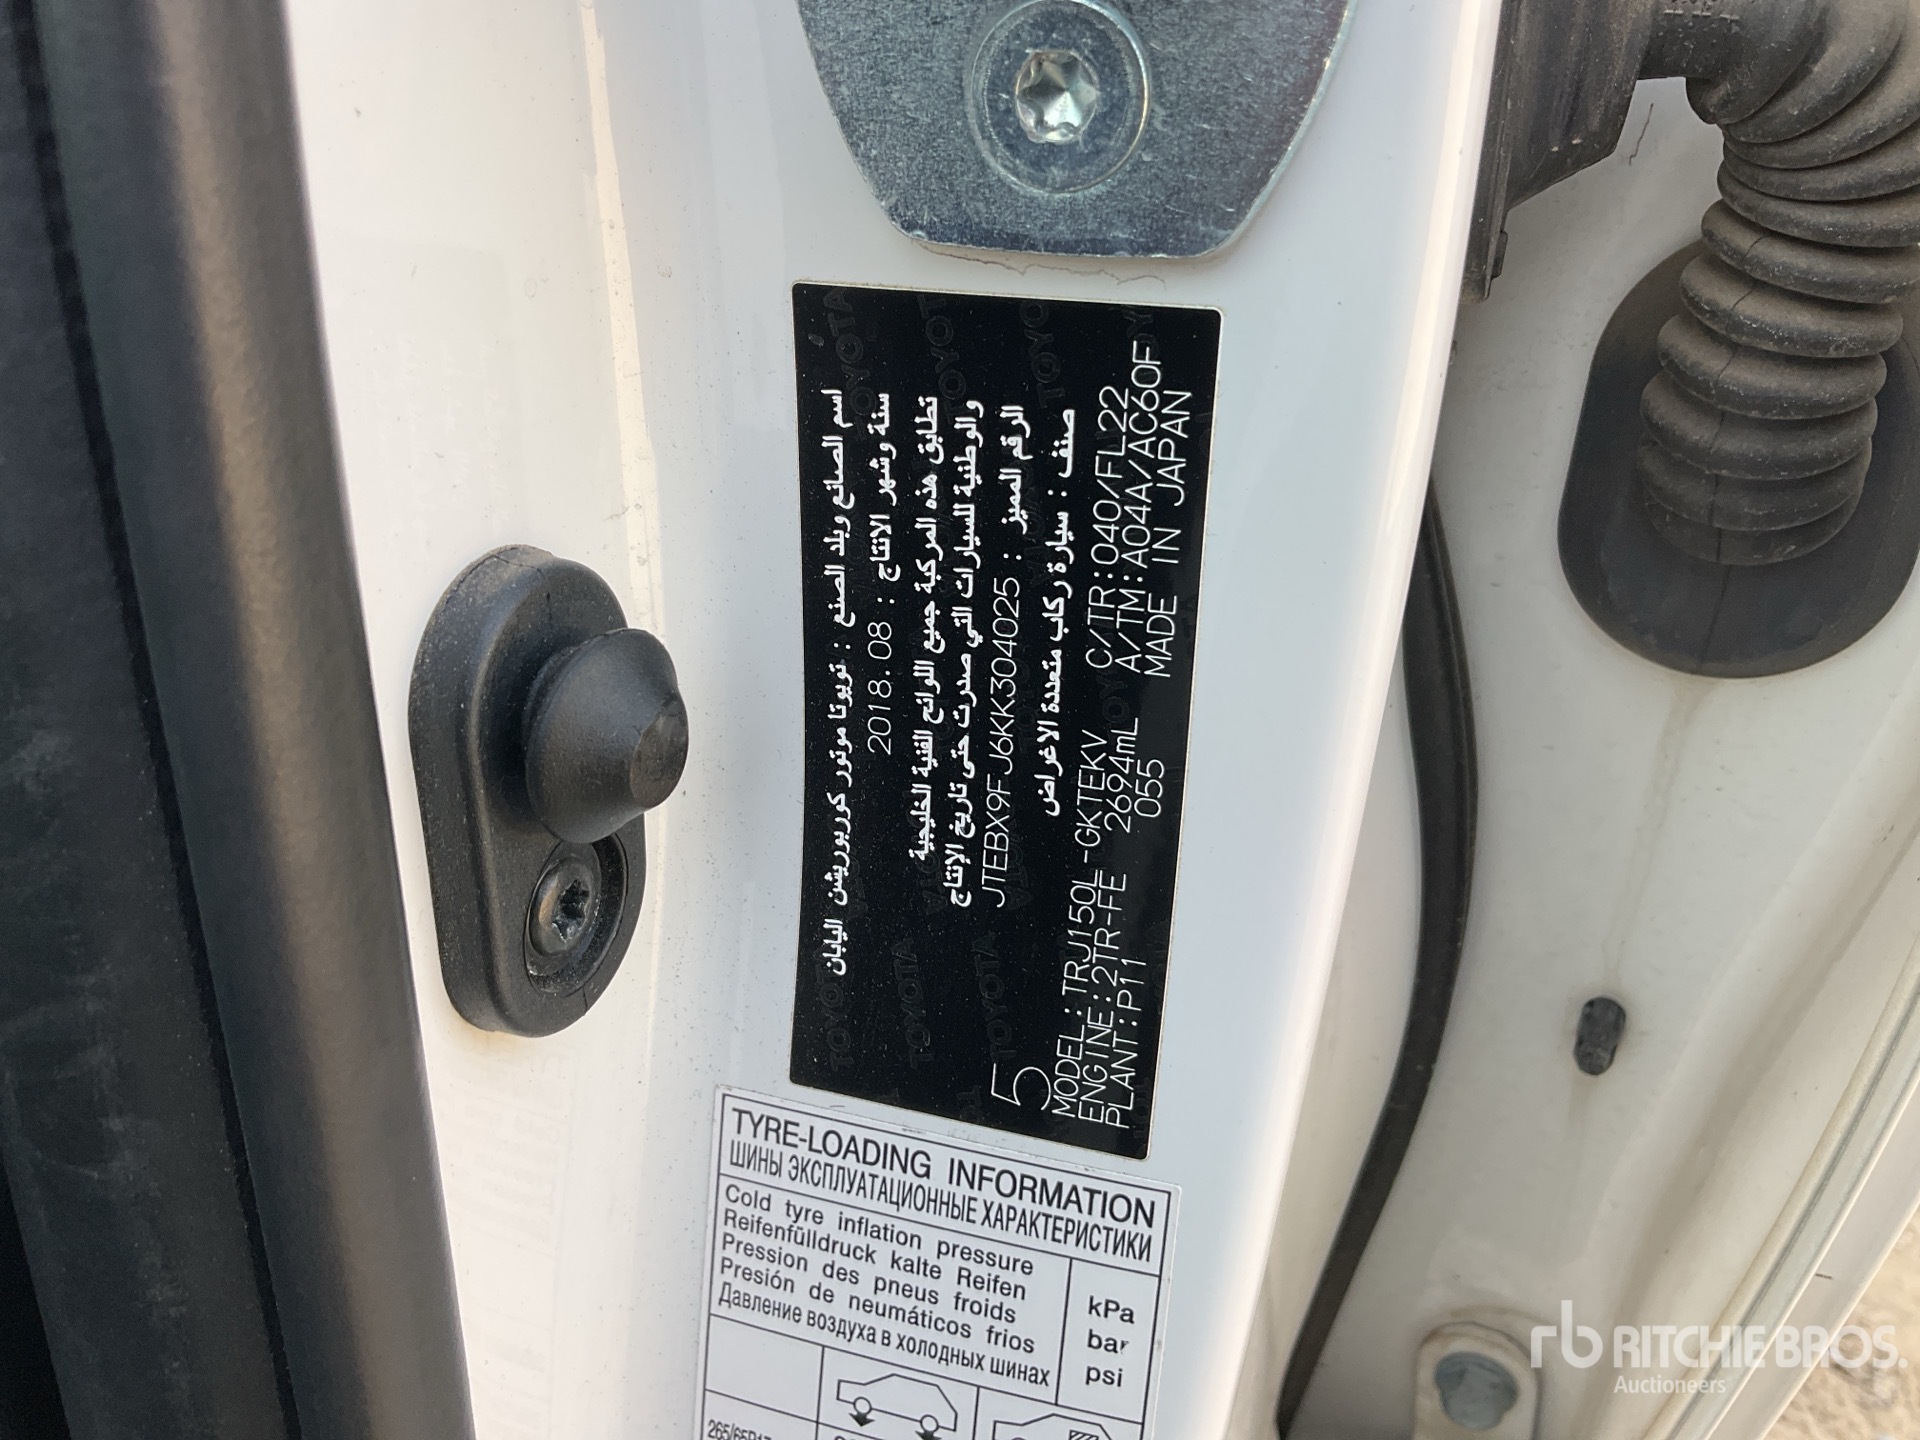 اسم الصانع وبلد الصنع : تويوتا موتور كوربوريشن اليابان
سنة وشهر الانتاج : 2018.08
تطابق هذه المركبة جميع اللوائح الفنية الخليجية
والوطنية للسيارات التي صدرت حتى تاريخ الإنتاج
الرقم المميز : JTEBX9FJ6KK304025
صنف : سيارة ركاب متعددة الاغراض
5
MODEL:TRJ150L-GKTEKV C/TR:040/FL22
ENGINE:2TR-FE 2694mL A/TM:A04A/AC60F
PLANT:P11 055 MADE IN JAPAN
TYRE-LOADING INFORMATION
ШИНЫ ЭКСПЛУАТАЦИОННЫЕ ХАРАКТЕРИСТИКИ
Cold tyre inflation pressure
Reifenfülldruck kalte Reifen
Pression des pneus froids
Presión de neumáticos frios
Давление воздуха в холодных шинах
kPa
bar
psi
rb RITCHIE BROS.
Auctioneers